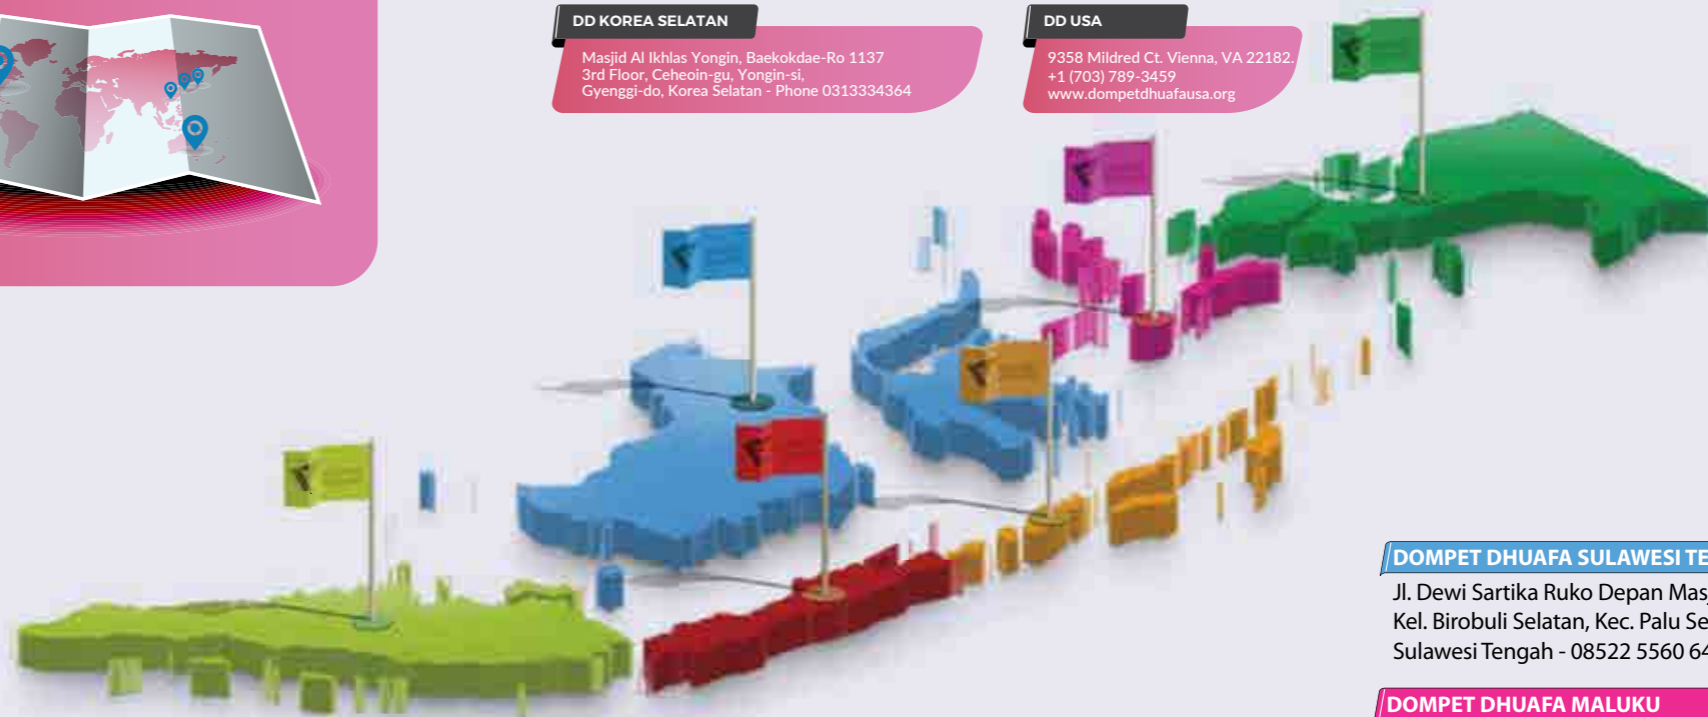 DD KOREA SELATAN
Masjid Al Ikhlas Yongin, Baekokdae-Ro 1137
3rd Floor, Ceheoin-gu, Yongin-si,
Gyenggi-do, Korea Selatan - Phone 0313334364
DD USA
9358 Mildred Ct. Vienna, VA 22182.
+1 (703) 789-3459
www.dompetdhuafausa.org
DOMPET DHUAFA SULAWESI TE
Jl. Dewi Sartika Ruko Depan Mas
Kel. Birobuli Selatan, Kec. Palu Se
Sulawesi Tengah - 08522 5560 64
DOMPET DHUAFA MALUKU